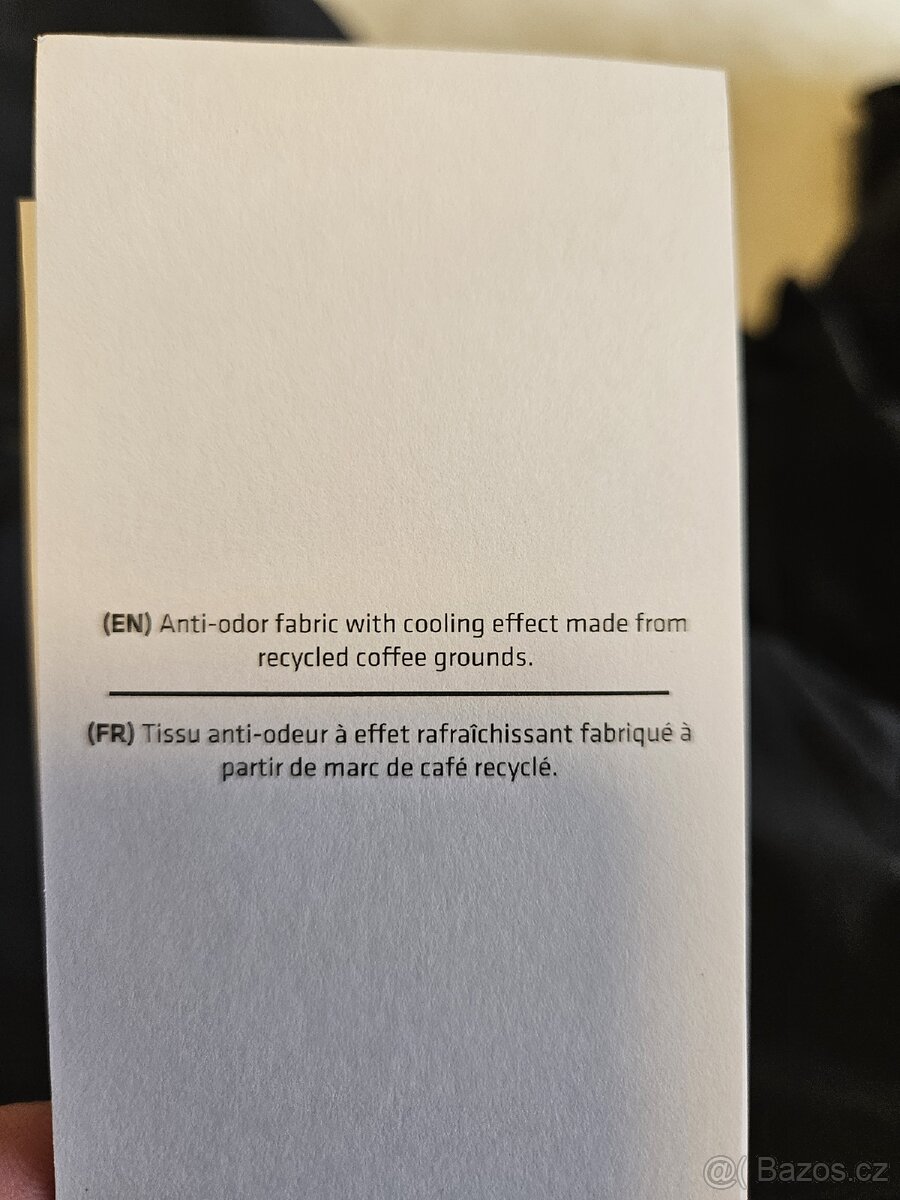 (EN) Anti-odor fabric with cooling effect made from
recycled coffee grounds.
(FR) Tissu anti-odeur à effet rafraîchissant fabriqué à
partir de marc de café recyclé.
@( Bazos.cz